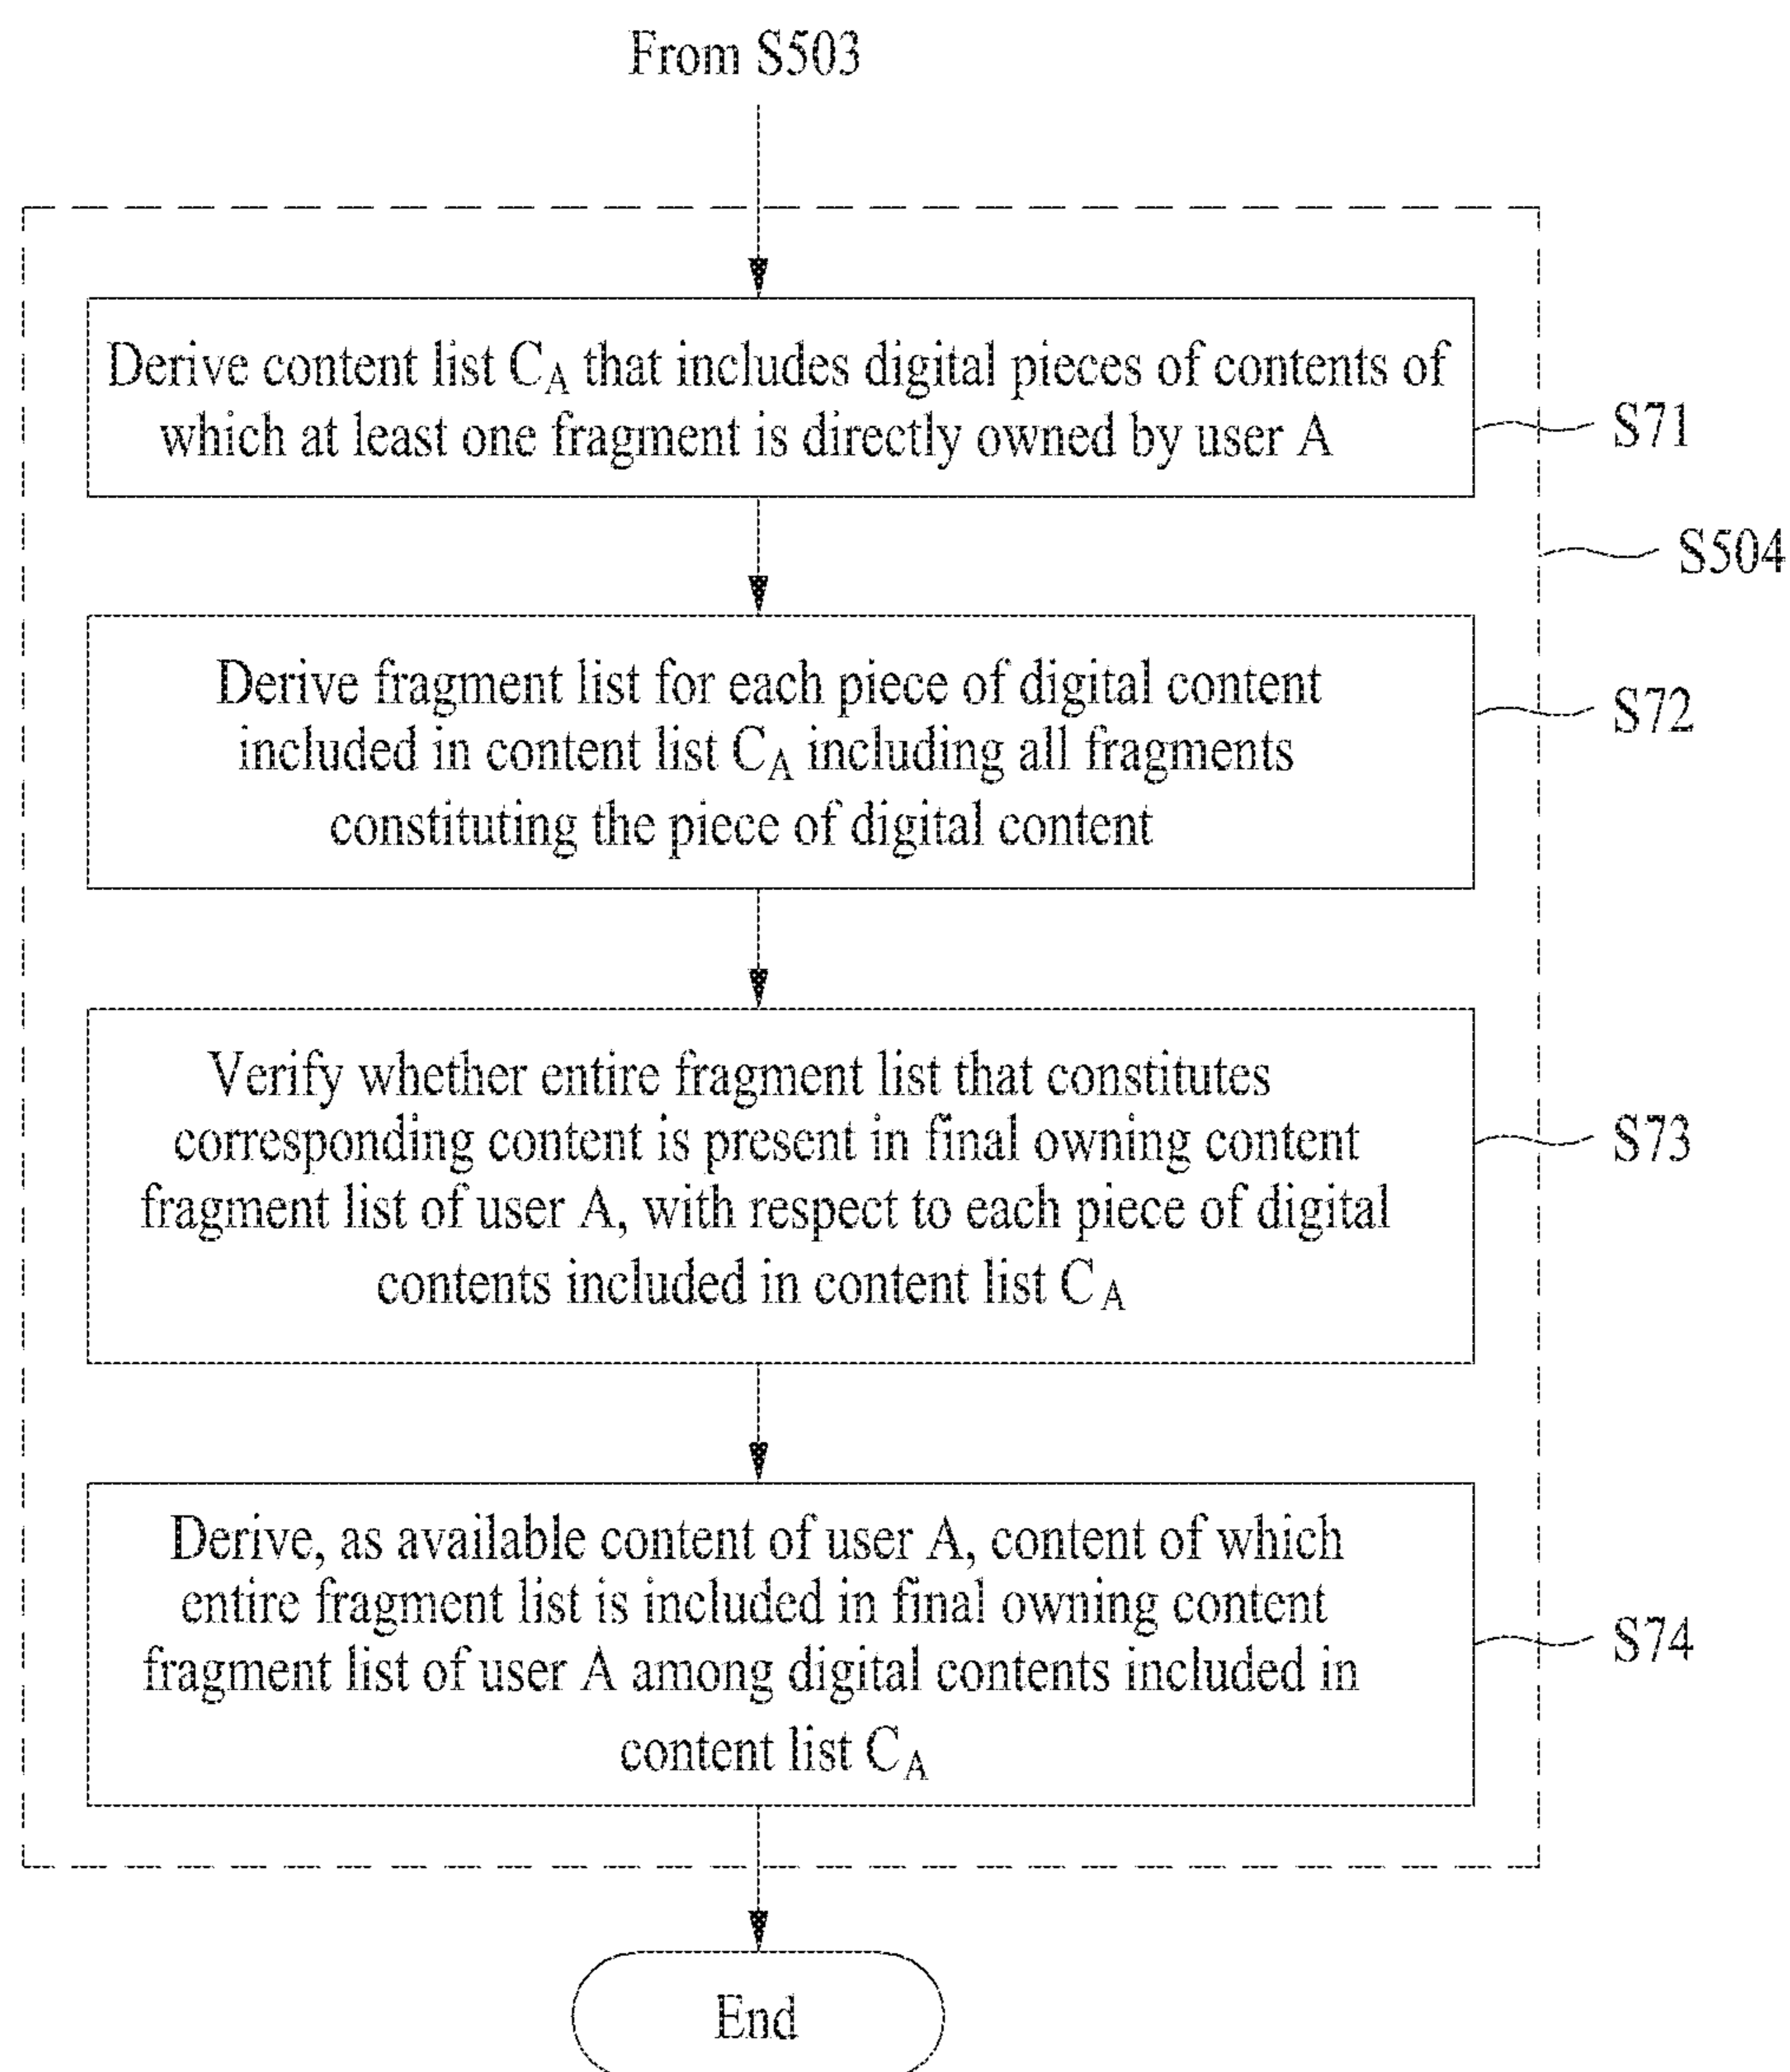 From S503
Derive content list CA that includes digital pieces of contents of
which at least one fragment is directly owned by user A
S71
S504
Derive fragment list for each piece of digital content
included in content list CA including all fragments
constituting the piece of digital content
S72
Verify whether entire fragment list that constitutes
corresponding content is present in final owning content
fragment list of user A, with respect to each piece of digital
contents included in content list CA
S73
Derive, as available content of user A, content of which
entire fragment list is included in final owning content
fragment list of user A among digital contents included in
content list CA
S74
End